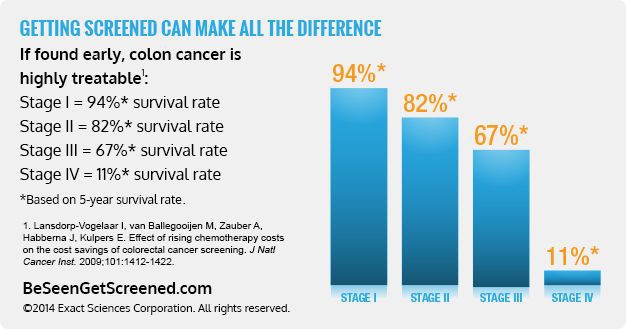 GETTING SCREENED CAN MAKE ALL THE DIFFERENCE
If found early, colon cancer is
highly treatable¹:
Stage I = 94%* survival rate
Stage II = 82%* survival rate
Stage III = 67%* survival rate
Stage IV = 11%* survival rate
*Based on 5-year survival rate.
1. Lansdorp-Vogelaar I, van Ballegooijen M, Zauber A,
Habberna J, Kulpers E. Effect of rising chemotherapy costs
on the cost savings of colorectal cancer screening. J Natl
Cancer Inst. 2009;101:1412-1422.
BeSeenGetScreened.com
©2014 Exact Sciences Corporation. All rights reserved.
94%*
82%*
67%*
11%*
STAGE I
STAGE II
STAGE III
STAGE IV